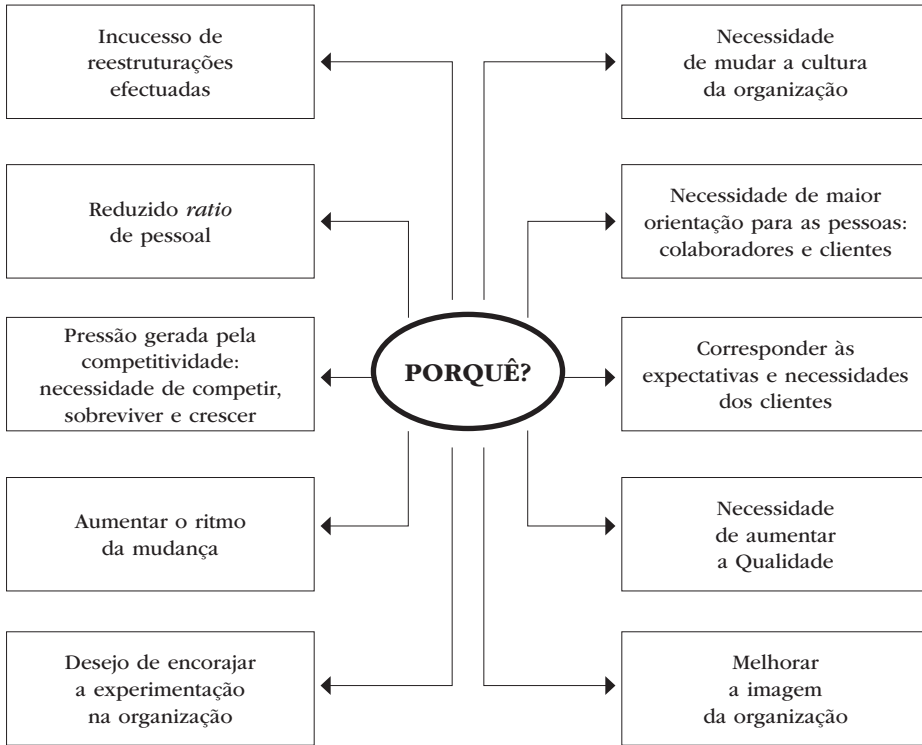 Incucesso de
reestruturações
efectuadas
Necessidade
de mudar a cultura
da organização
Reduzido ratio
de pessoal
Necessidade de maior
orientação para as pessoas:
colaboradores e clientes
Pressão gerada pela
competitividade:
necessidade de competir,
sobreviver e crescer
PORQUÊ?
Corresponder às
expectativas e necessidades
dos clientes
Aumentar o ritmo
da mudança
Necessidade
de aumentar
a Qualidade
Desejo de encorajar
a experimentação
na organização
Melhorar
a imagem
da organização